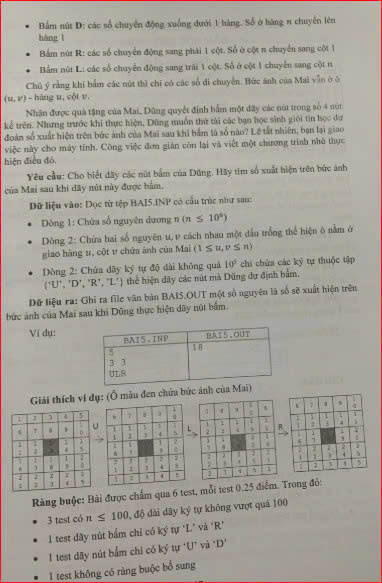 • Bấm nút D: các số chuyển động xuống dưới 1 hàng. Số ở hàng n chuyển lên
hàng 1
• Bấm nút R: các số chuyển động sang phải 1 cột. Số ở cột n chuyển sang cột 1
• Bấm nút L: các số chuyển động sang trái 1 cột. Số ở cột 1 chuyển sang cột n
Chú ý rằng khi bấm các nút thì chỉ có các số di chuyển. Bức ảnh của Mai vẫn ở ô
(u, v) - hàng u, cột v.
Nhận được quà tặng của Mai, Dũng quyết định bấm một dãy các nút trong số 4 nút
kể trên. Nhưng trước khi thực hiện, Dũng muốn thử tài các bạn học sinh giỏi tin học dự
đoán số xuất hiện trên bức ảnh của Mai sau khi bấm là số nào? Lẽ tất nhiên, bạn lại giao
việc này cho máy tính. Công việc đơn giản còn lại và viết một chương trình nhỏ thực
hiện điều đó.
Yêu cầu: Cho biết dãy các nút bấm của Dũng. Hãy tìm số xuất hiện trên bức ảnh
của Mai sau khi dãy nút này được bấm.
Dữ liệu vào: Đọc từ tệp BAI5.INP có cấu trúc như sau:
• Dòng 1: Chứa số nguyên dương n (n ≤ 10⁶)
• Dòng 2: Chứa hai số nguyên u, v cách nhau một dấu trống thể hiện ô nằm ở
giao hàng u, cột v chứa ảnh của Mai (1 ≤ u, v ≤ n)
• Dòng 2: Chứa dãy ký tự độ dài không quá 10⁵ chỉ chứa các ký tự thuộc tập
{'U', 'D', 'R', 'L'} thể hiện dãy các nút mà Dũng dự định bấm.
Dữ liệu ra: Ghi ra file văn bản BAI5.OUT một số nguyên là số sẽ xuất hiện trên
bức ảnh của Mai sau khi Dũng thực hiện dãy nút bấm.
Ví dụ:
BAI5.INP BAI5.OUT
5 18
3 3
ULR
Giải thích ví dụ: (Ô màu đen chứa bức ảnh của Mai)
U L R
Ràng buộc: Bài được chấm qua 6 test, mỗi test 0.25 điểm. Trong đó:
• 3 test có n ≤ 100, độ dài dãy ký tự không vượt quá 100
• 1 test dãy nút bấm chỉ có ký tự 'L' và 'R'
• 1 test dãy nút bấm chỉ có ký tự 'U' và 'D'
• 1 test không có ràng buộc bổ sung